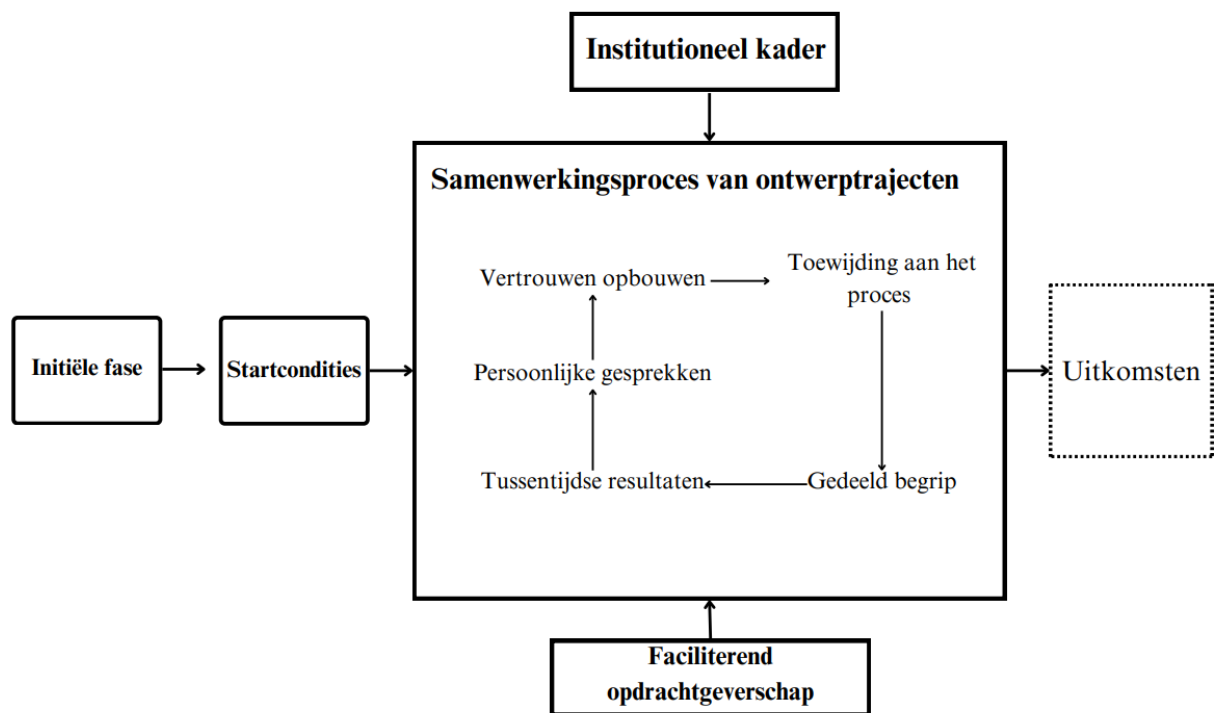 Institutioneel kader
Samenwerkingsproces van ontwerptrajecten
Vertrouwen opbouwen
Toewijding aan het
proces
Initiële fase
Startcondities
Persoonlijke gesprekken
Uitkomsten
Tussentijdse resultaten
Gedeeld begrip
Faciliterend
opdrachtgeverschap